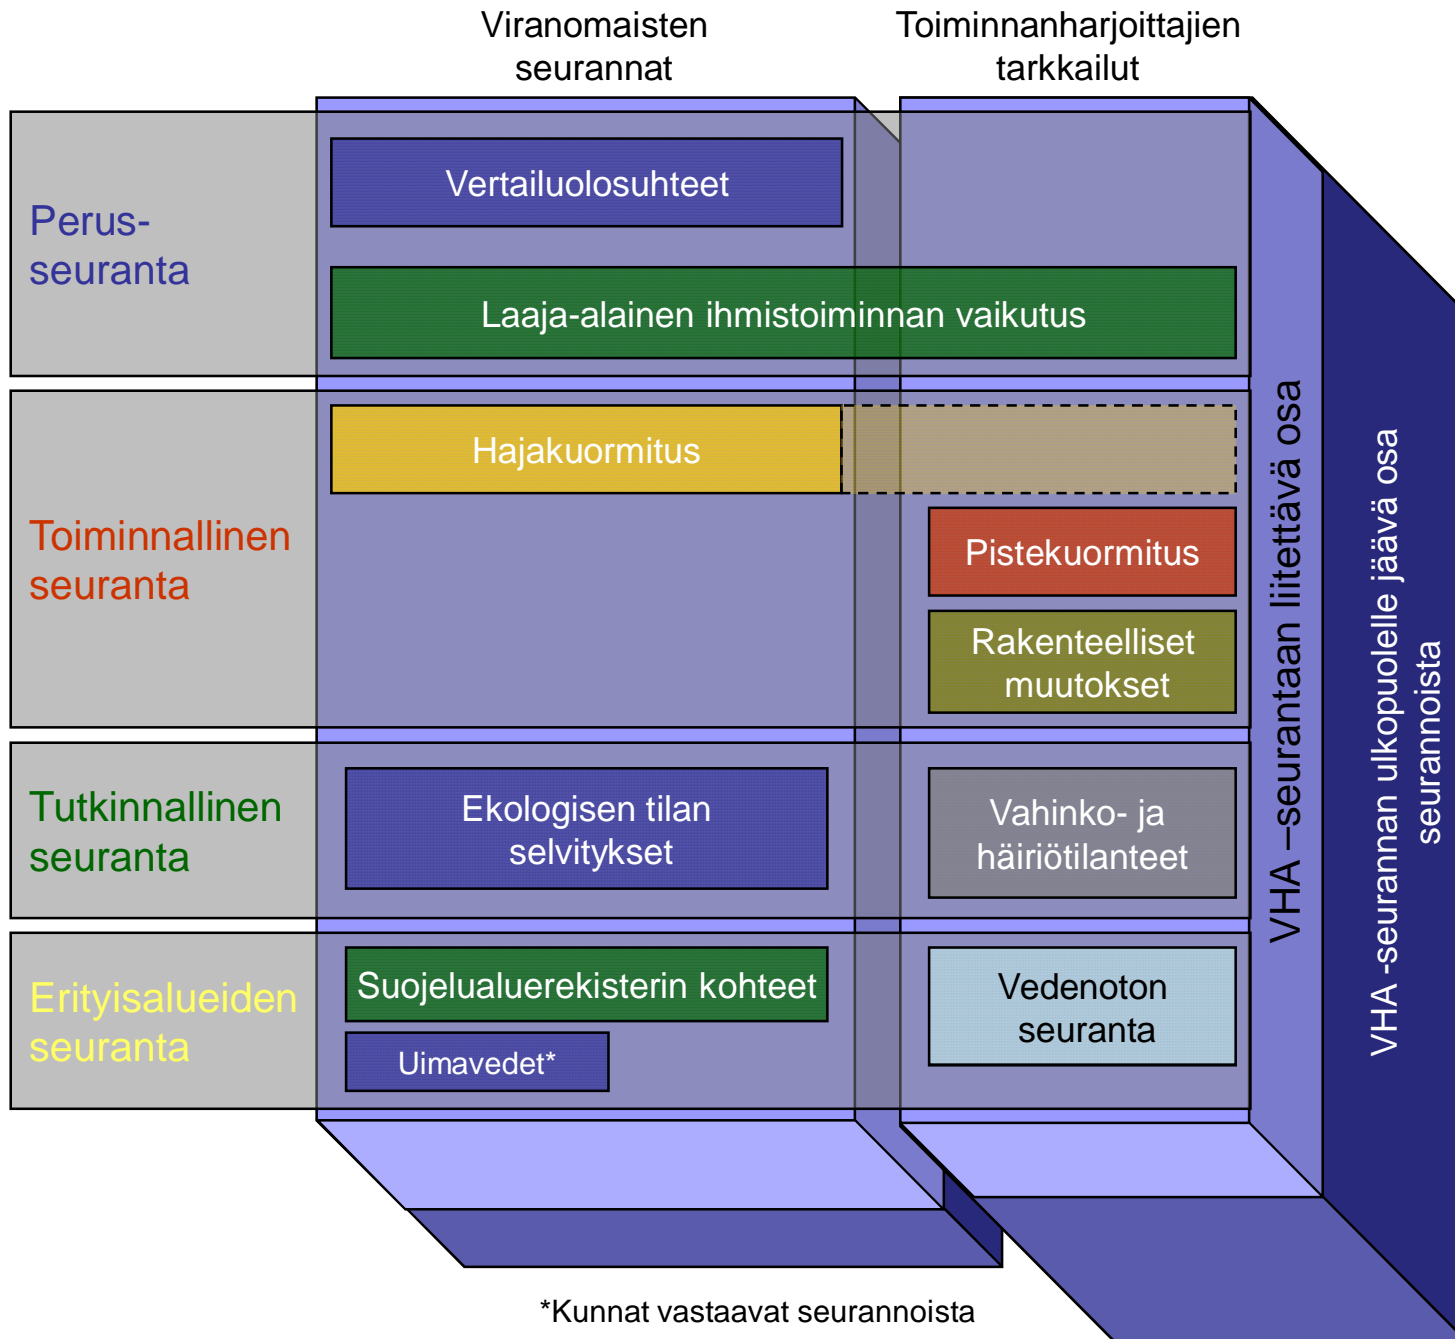 Viranomaisten
seurannat
Toiminnanharjoittajien
tarkkailut
Perus-
seuranta
Vertailuolosuhteet
Laaja-alainen ihmistoiminnan vaikutus
Toiminnallinen
seuranta
Hajakuormitus
Pistekuormitus
Rakenteelliset
muutokset
Tutkinnallinen
seuranta
Ekologisen tilan
selvitykset
Vahinko- ja
häiriötilanteet
Erityisalueiden
seuranta
Suojelualuerekisterin kohteet
Uimavedet*
Vedenoton
seuranta
VHA –seurantaan liitettävä osa
VHA -seurannan ulkopuolelle jäävä osa
seurannoista
*Kunnat vastaavat seurannoista